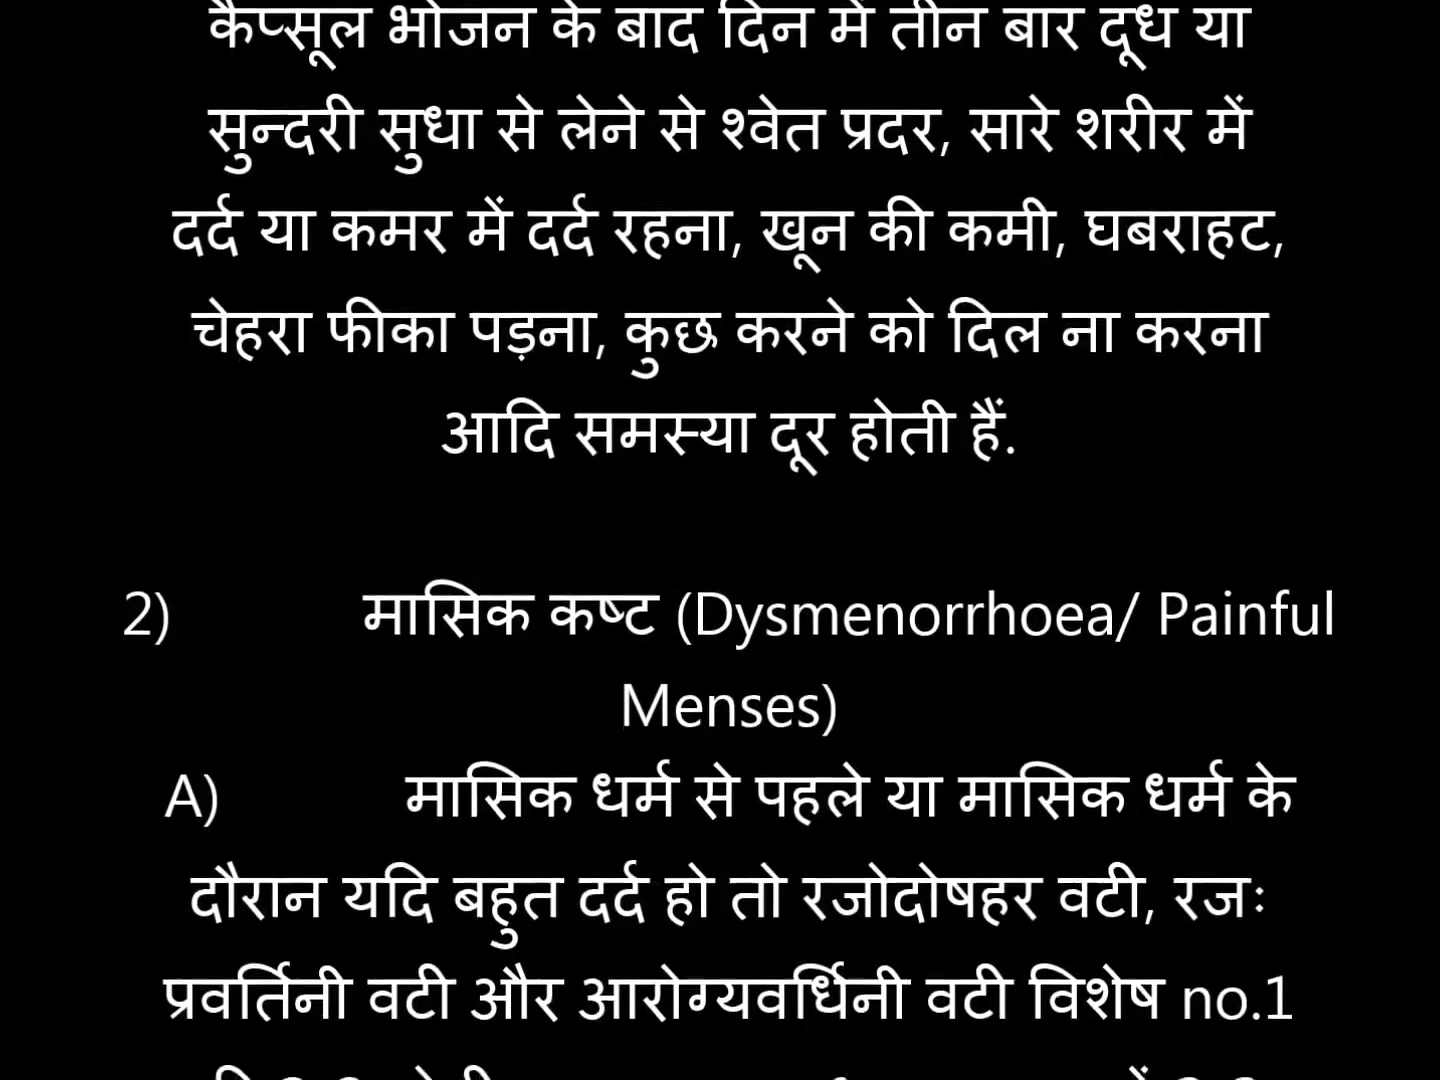 कैप्सूल भोजन के बाद दिन में तीन बार दूध या
सुन्दरी सुधा से लेने से श्वेत प्रदर, सारे शरीर में
दर्द या कमर में दर्द रहना, खून की कमी, घबराहट,
चेहरा फीका पड़ना, कुछ करने को दिल ना करना
आदि समस्या दूर होती हैं.
2) मासिक कष्ट (Dysmenorrhoea/ Painful
Menses)
A) मासिक धर्म से पहले या मासिक धर्म के
दौरान यदि बहुत दर्द हो तो रजोदोषहर वटी, रजः
प्रवर्तिनी वटी और आरोग्यवर्धिनी वटी विशेष no.1